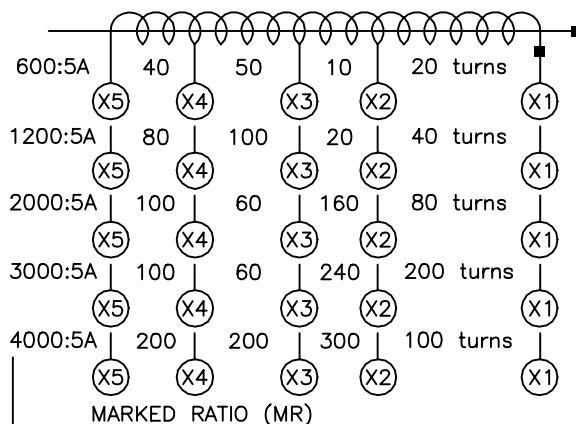 600:5A 40 50 10 20 turns
X5 X4 X3 X2 X1
1200:5A 80 100 20 40 turns
X5 X4 X3 X2 X1
2000:5A 100 60 160 80 turns
X5 X4 X3 X2 X1
3000:5A 100 60 240 200 turns
X5 X4 X3 X2 X1
4000:5A 200 200 300 100 turns
X5 X4 X3 X2 X1
MARKED RATIO (MR)